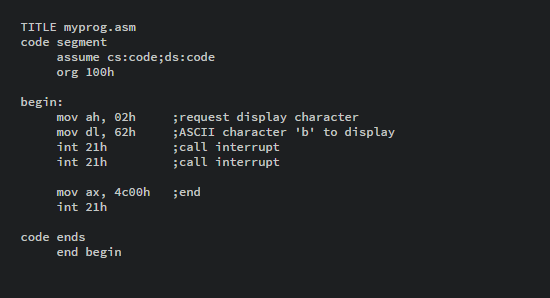 TITLE myprog.asm
code segment
assume cs:code;ds:code
org 100h
begin:
mov ah, 02h ;request display character
mov dl, 62h ;ASCII character 'b' to display
int 21h ;call interrupt
int 21h ;call interrupt
mov ax, 4c00h ;end
int 21h
code ends
end begin